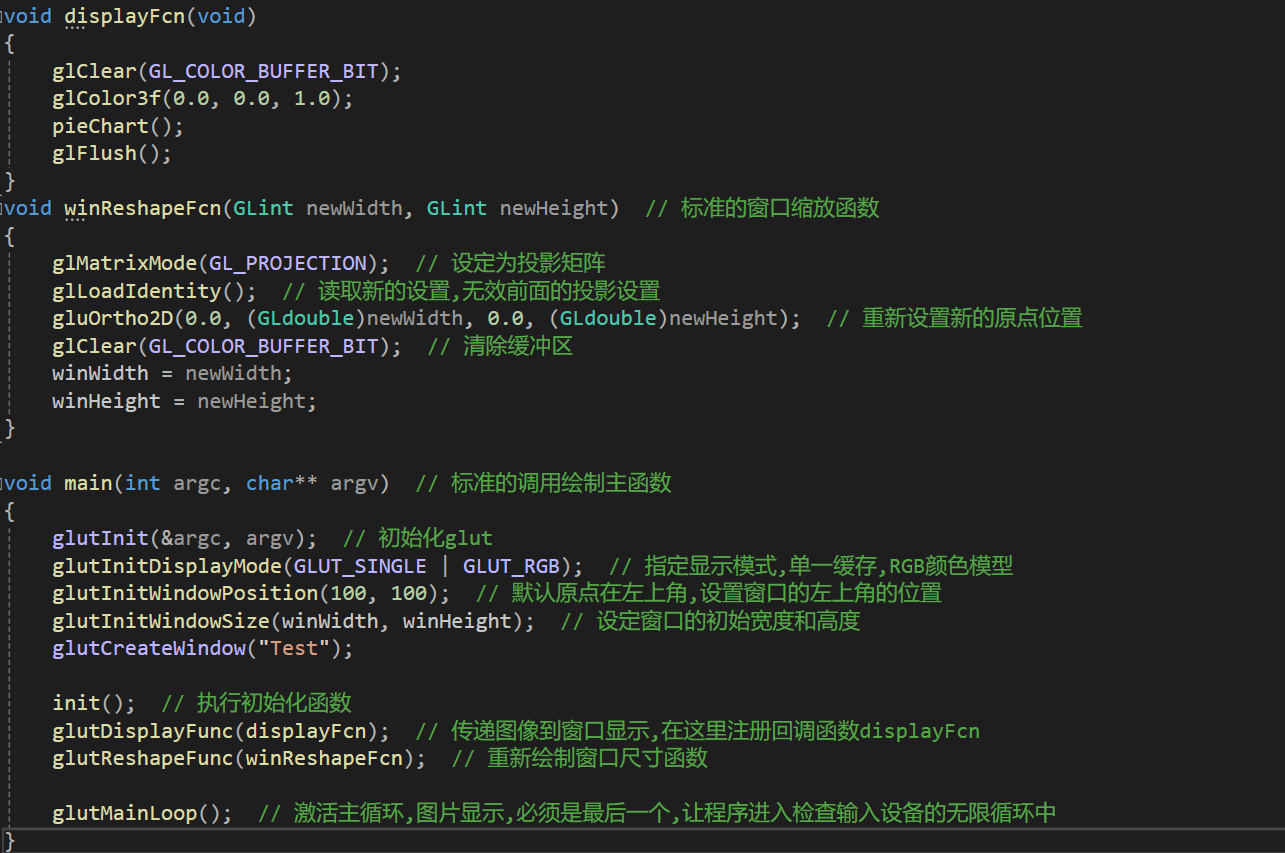 void displayFcn(void)
{
    glClear(GL_COLOR_BUFFER_BIT);
    glColor3f(0.0, 0.0, 1.0);
    pieChart();
    glFlush();
}
void winReshapeFcn(GLint newWidth, GLint newHeight)  // 标准的窗口缩放函数
{
    glMatrixMode(GL_PROJECTION);  // 设定为投影矩阵
    glLoadIdentity();  // 读取新的设置,无效前面的投影设置
    gluOrtho2D(0.0, (GLdouble)newWidth, 0.0, (GLdouble)newHeight);  // 重新设置新的原点位置
    glClear(GL_COLOR_BUFFER_BIT);  // 清除缓冲区
    winWidth = newWidth;
    winHeight = newHeight;
}
void main(int argc, char** argv)  // 标准的调用绘制主函数
{
    glutInit(&argc, argv);  // 初始化glut
    glutInitDisplayMode(GLUT_SINGLE | GLUT_RGB);  // 指定显示模式,单一缓存,RGB颜色模型
    glutInitWindowPosition(100, 100);  // 默认原点在左上角,设置窗口的左上角的位置
    glutInitWindowSize(winWidth, winHeight);  // 设定窗口的初始宽度和高度
    glutCreateWindow("Test");
    init();  // 执行初始化函数
    glutDisplayFunc(displayFcn);  // 传递图像到窗口显示,在这里注册回调函数displayFcn
    glutReshapeFunc(winReshapeFcn);  // 重新绘制窗口尺寸函数
    glutMainLoop();  // 激活主循环,图片显示,必须是最后一个,让程序进入检查输入设备的无限循环中
}